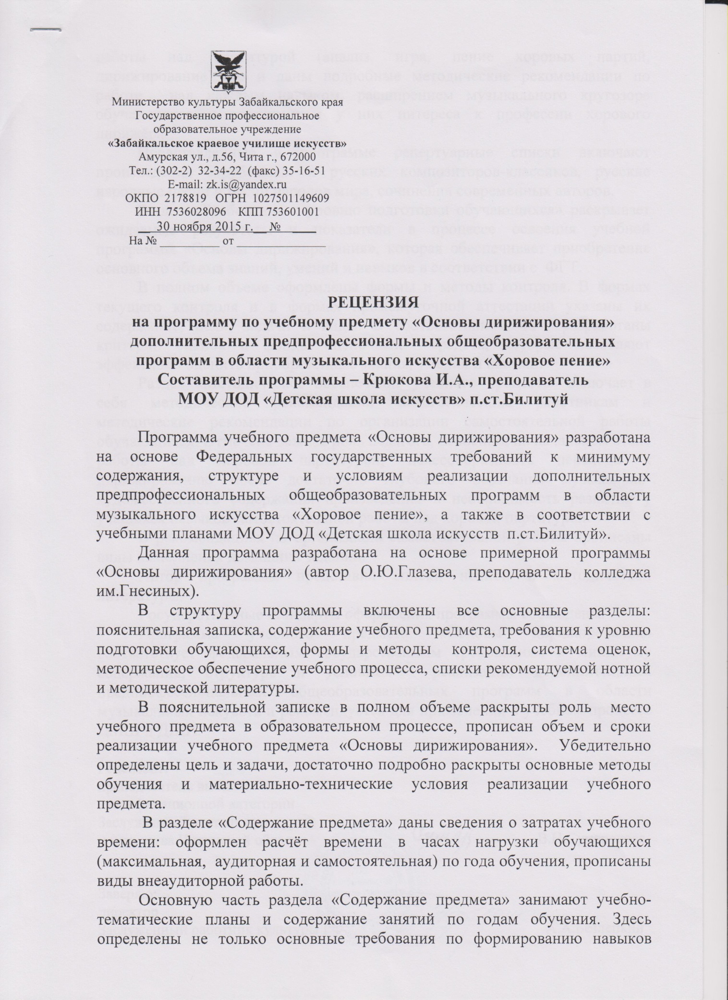 Министерство культуры Забайкальского края
Государственное профессиональное
образовательное учреждение
«Забайкальское краевое училище искусств»
Амурская ул., д.56, Чита г., 672000
Тел.: (302-2) 32-34-22 (факс) 35-16-51
E-mail: zk.is@yandex.ru
ОКПО 2178819 ОГРН 1027501149609
ИНН 7536028096 КПП 753601001
__30 ноября 2015 г.__ №______
На № __________ от _______________
РЕЦЕНЗИЯ
на программу по учебному предмету «Основы дирижирования»
дополнительных предпрофессиональных общеобразовательных
программ в области музыкального искусства «Хоровое пение»
Составитель программы – Крюкова И.А., преподаватель
МОУ ДОД «Детская школа искусств» п.ст.Билитуй
Программа учебного предмета «Основы дирижирования» разработана
на основе Федеральных государственных требований к минимуму
содержания, структуре и условиям реализации дополнительных
предпрофессиональных общеобразовательных программ в области
музыкального искусства «Хоровое пение», а также в соответствии с
учебными планами МОУ ДОД «Детская школа искусств п.ст.Билитуй».
Данная программа разработана на основе примерной программы
«Основы дирижирования» (автор О.Ю.Глазева, преподаватель колледжа
им.Гнесиных).
В структуру программы включены все основные разделы:
пояснительная записка, содержание учебного предмета, требования к уровню
подготовки обучающихся, формы и методы контроля, система оценок,
методическое обеспечение учебного процесса, списки рекомендуемой нотной
и методической литературы.
В пояснительной записке в полном объеме раскрыты роль место
учебного предмета в образовательном процессе, прописан объем и сроки
реализации учебного предмета «Основы дирижирования». Убедительно
определены цель и задачи, достаточно подробно раскрыты основные методы
обучения и материально-технические условия реализации учебного
предмета.
В разделе «Содержание предмета» даны сведения о затратах учебного
времени: оформлен расчёт времени в часах нагрузки обучающихся
(максимальная, аудиторная и самостоятельная) по года обучения, прописаны
виды внеаудиторной работы.
Основную часть раздела «Содержание предмета» занимают учебно-
тематические планы и содержание занятий по годам обучения. Здесь
определены не только основные требования по формированию навыков